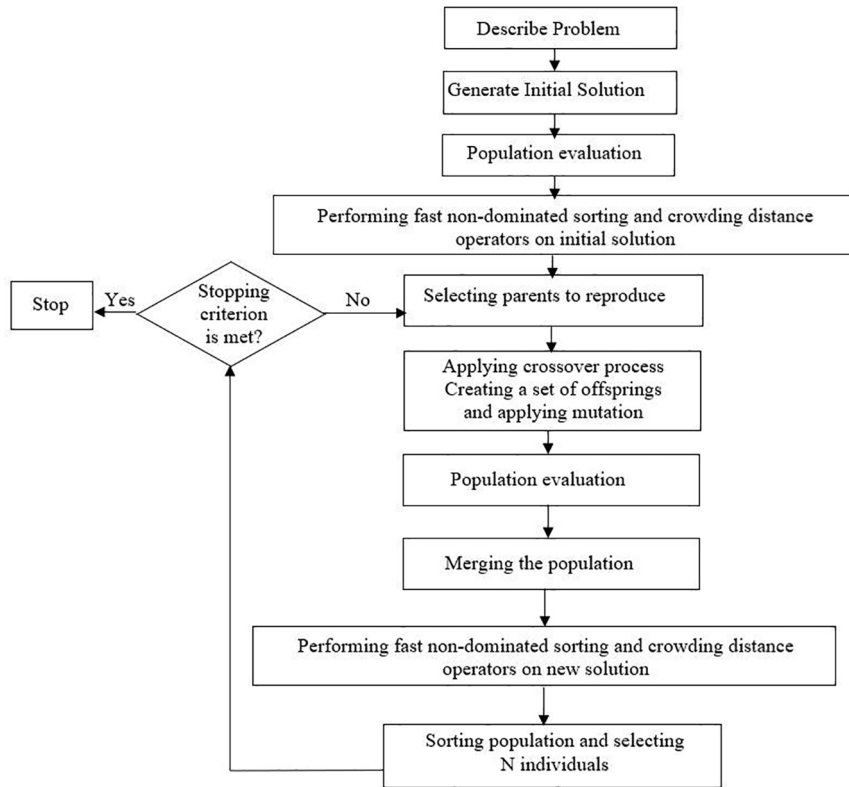 Describe Problem
Generate Initial Solution
Population evaluation
Performing fast non-dominated sorting and crowding distance
operators on initial solution
Stop
Yes
Stopping
criterion
is met?
No
Selecting parents to reproduce
Applying crossover process
Creating a set of offsprings
and applying mutation
Population evaluation
Merging the population
Performing fast non-dominated sorting and crowding distance
operators on new solution
Sorting population and selecting
N individuals